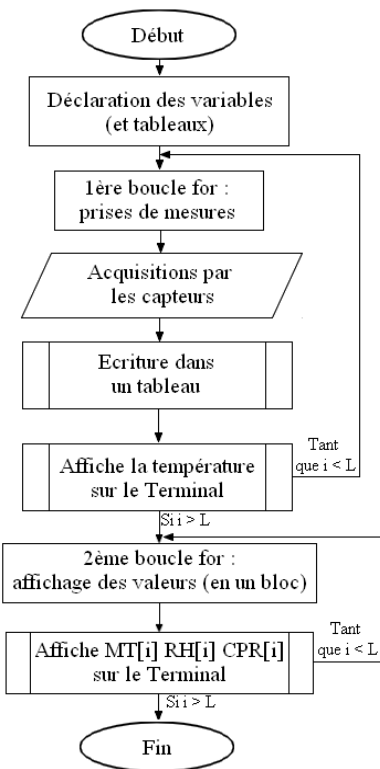 Début
Déclaration des variables
(et tableaux)
1ère boucle for :
prises de mesures
Acquisitions par
les capteurs
Ecriture dans
un tableau
Affiche la température
sur le Terminal
Tant
que i < L
Si i > L
2ème boucle for :
affichage des valeurs (en un bloc)
Affiche MT[i] RH[i] CPR[i]
sur le Terminal
Tant
que i < L
Si i > L
Fin